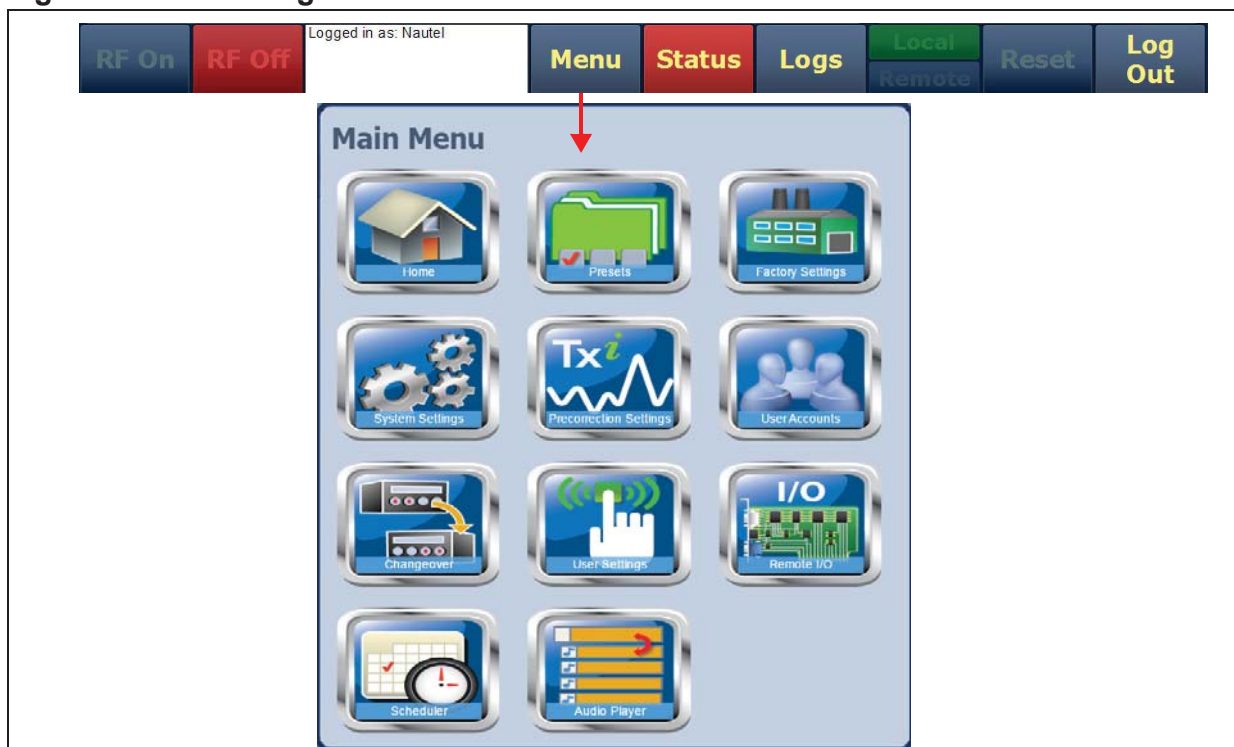 RF On RF Off Logged in as: Nautel Menu Status Logs Local Reset Log Out
Remote
Main Menu
Home Presets Factory Settings
Tx i
System Settings Precorrection Settings User Accounts
I/O
Changeover User Settings Remote I/O
Scheduler Audio Player